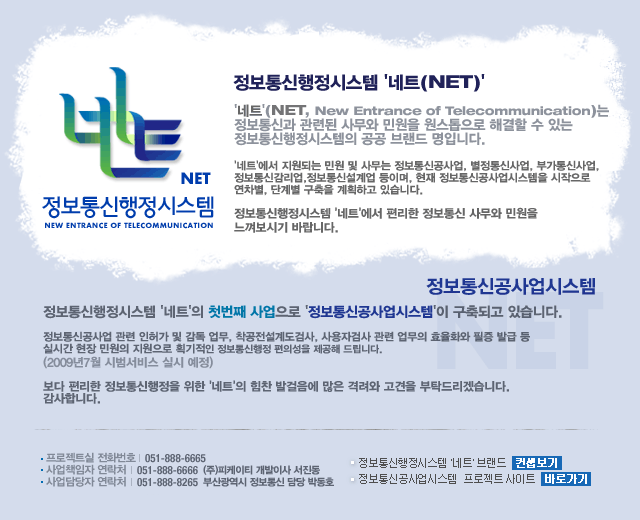 정보통신행정시스템 '네트(NET)'
'네트'(NET, New Entrance of Telecommunication)는
정보통신과 관련된 사무와 민원을 원스톱으로 해결할 수 있는
정보통신행정시스템의 공공 브랜드 명입니다.
'네트'에서 지원되는 민원 및 사무는 정보통신공사업, 별정통신사업, 부가통신사업,
정보통신감리업,정보통신설계업 등이며, 현재 정보통신공사업시스템을 시작으로
연차별, 단계별 구축을 계획하고 있습니다.
정보통신행정시스템 '네트'에서 편리한 정보통신 사무와 민원을
느껴보시기 바랍니다.
네트
NET
정보통신행정시스템
NEW ENTRANCE OF TELECOMMUNICATION
정보통신공사업시스템
NET
정보통신행정시스템 '네트'의 첫번째 사업으로 '정보통신공사업시스템'이 구축되고 있습니다.
정보통신공사업 관련 인허가 및 감독 업무, 착공전설계도검사, 사용자검사 관련 업무의 효율화와 필증 발급 등
실시간 현장 민원의 지원으로 획기적인 정보통신행정 편의성을 제공해 드립니다.
(2009년7월 시범서비스 실시 예정)
보다 편리한 정보통신행정을 위한 '네트'의 힘찬 발걸음에 많은 격려와 고견을 부탁드리겠습니다.
감사합니다.
프로젝트실 전화번호 | 051-888-6665
사업책임자 연락처 | 051-888-6666 (주)피케이티 개발이사 서진동
사업담당자 연락처 | 051-888-8265 부산광역시 정보통신 담당 박동호
정보통신행정시스템 '네트' 브랜드 컨셉보기
정보통신공사업시스템 프로젝트 사이트 바로가기